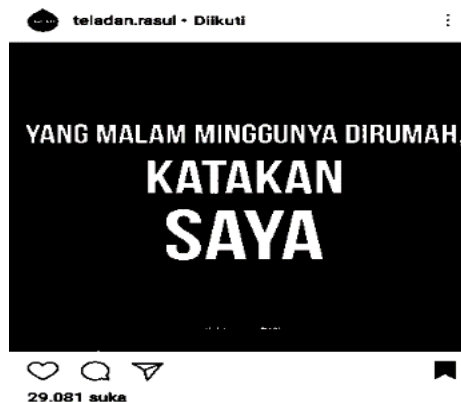 teladan.rasul • Diikuti
YANG MALAM MINGGUNYA DIRUMAH.
KATAKAN
SAYA
29.081 suka